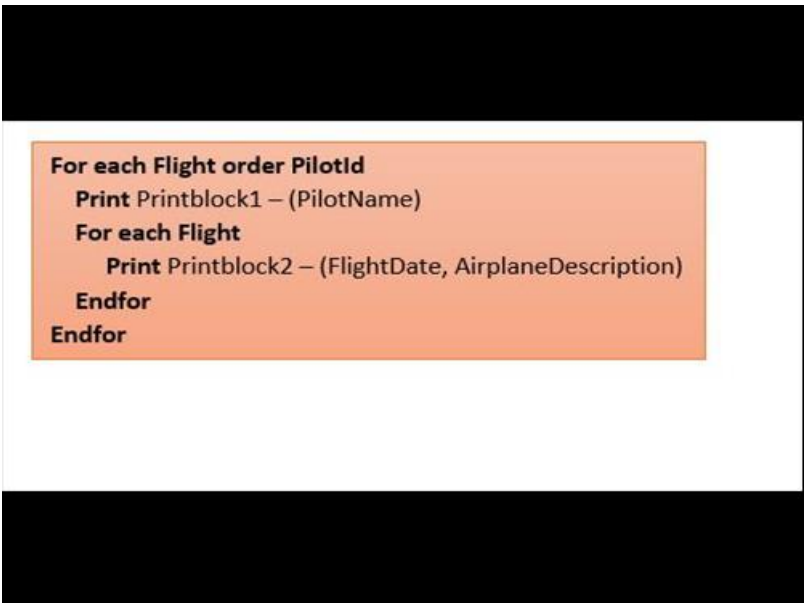 For each Flight order PilotId
Print Printblock1 – (PilotName)
For each Flight
Print Printblock2 – (FlightDate, AirplaneDescription)
Endfor
Endfor